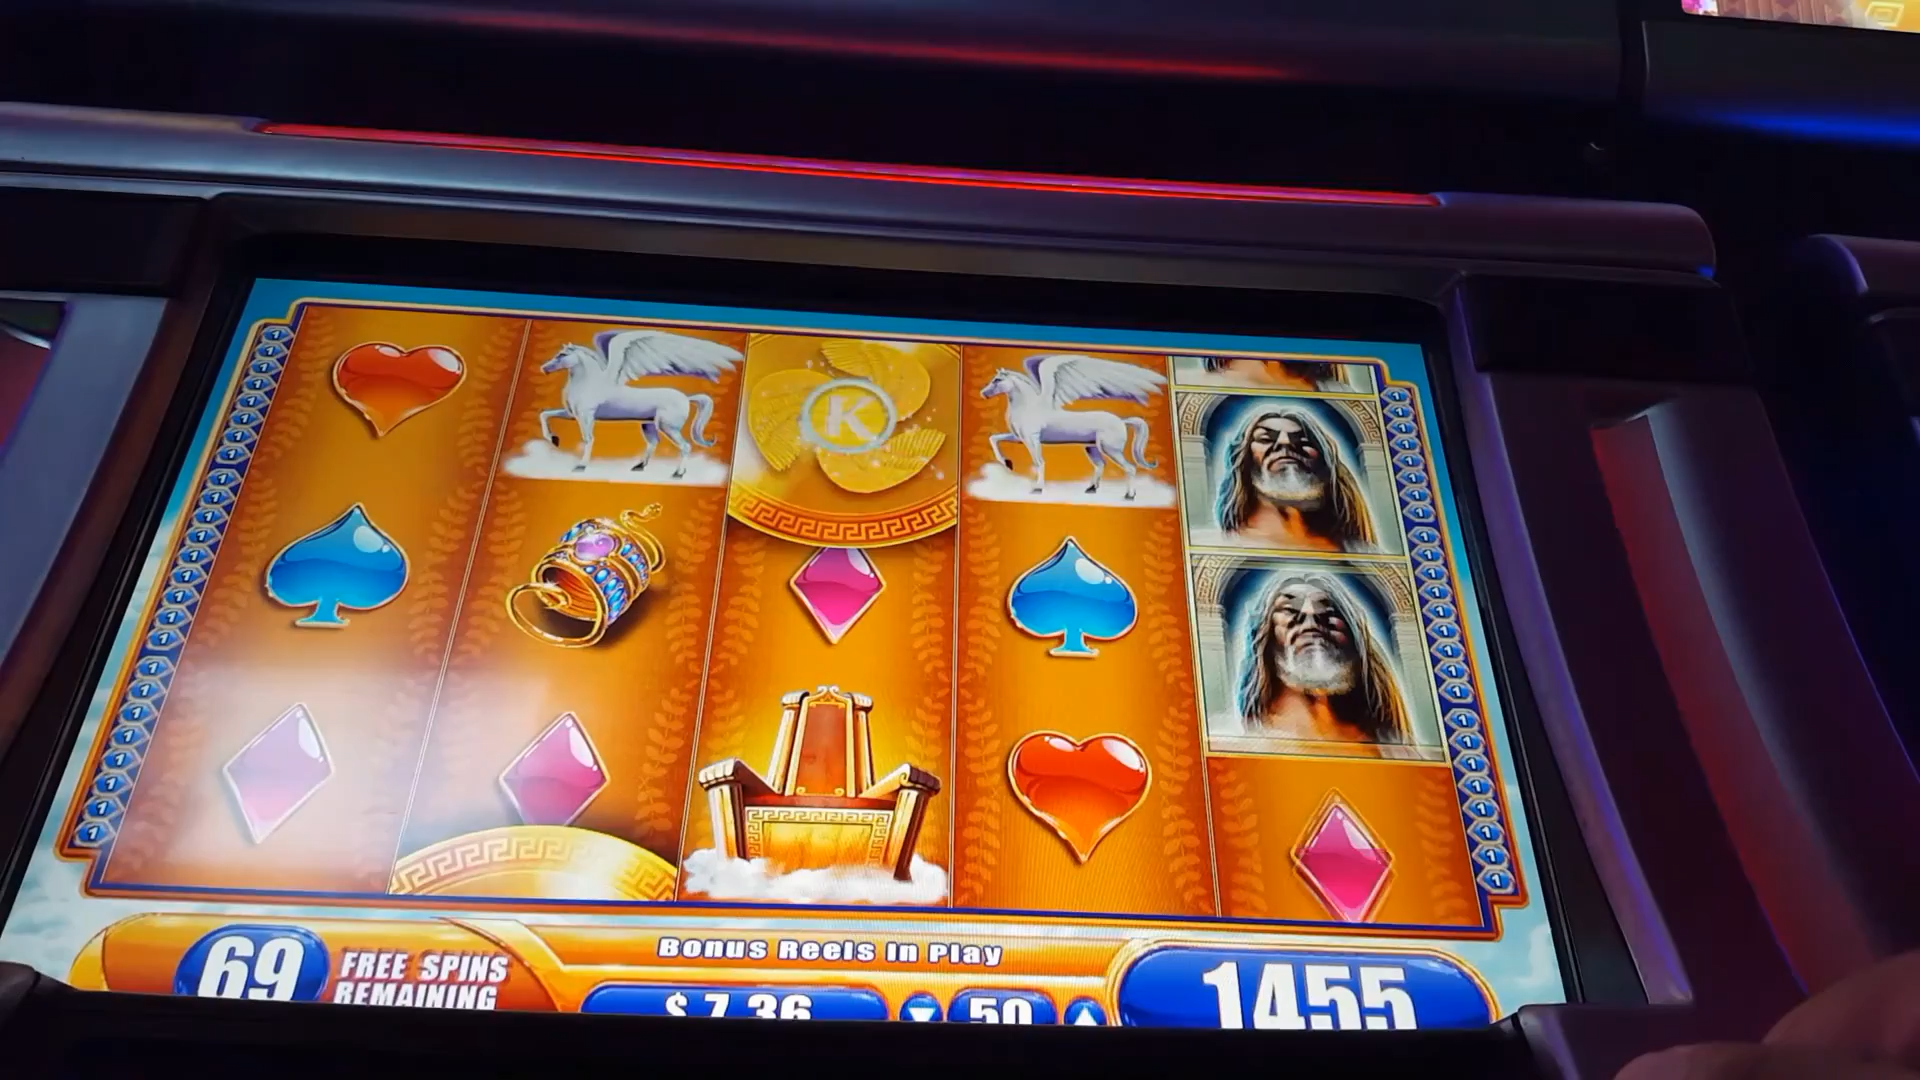 K
69
FREE SPINS
REMAINING
Bonus Reels in Play
$7.36
50
1455